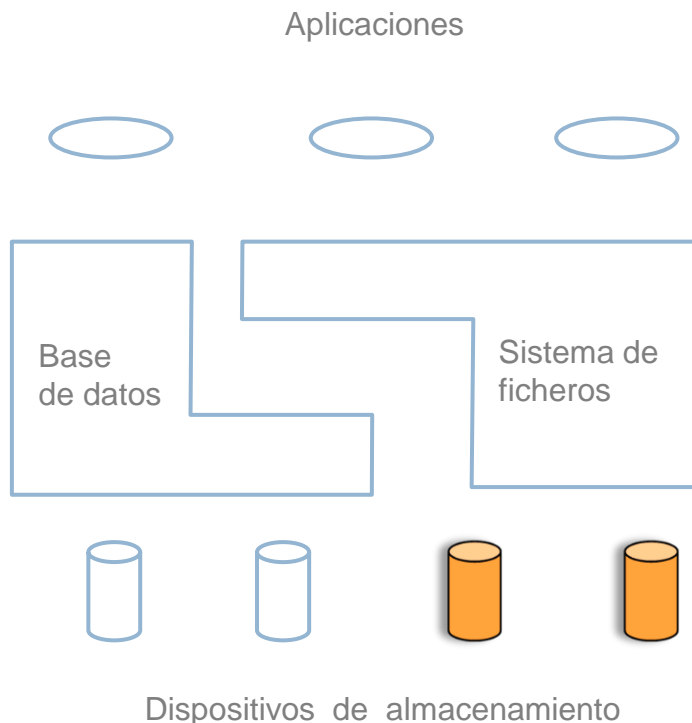 Aplicaciones
Base
de datos
Sistema de
ficheros
Dispositivos de almacenamiento